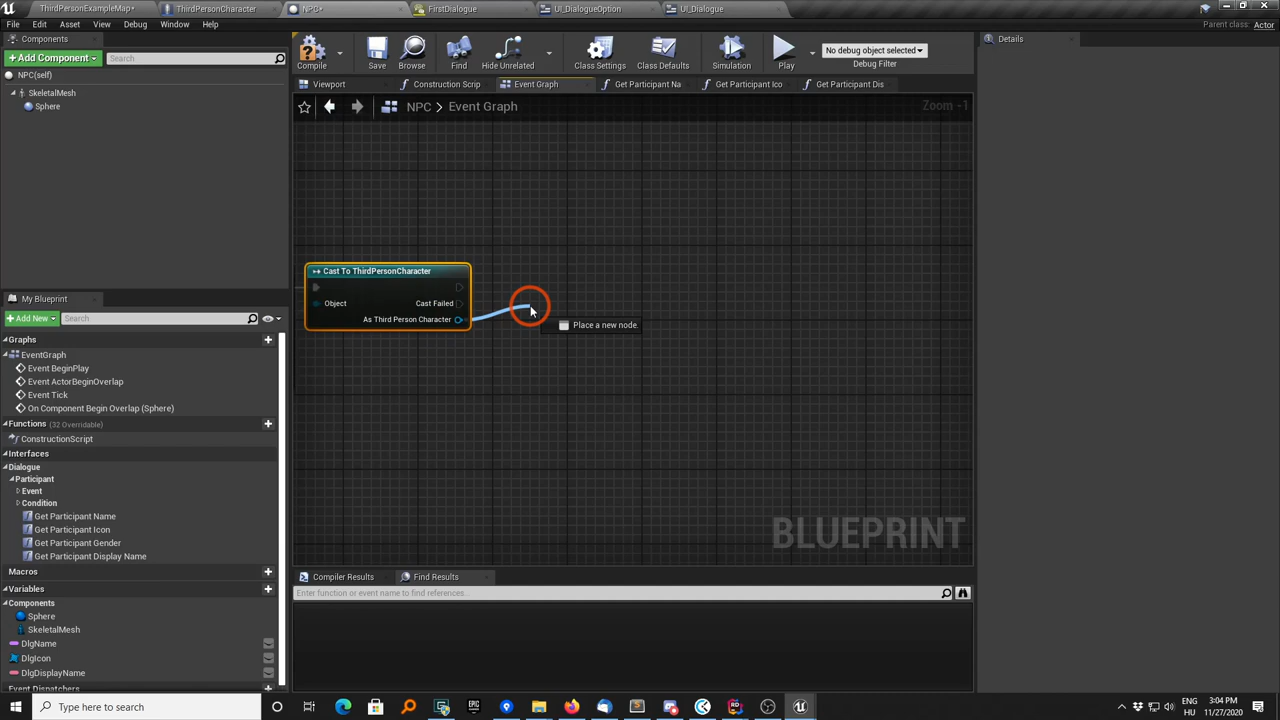 ThirdPersonExampleMap*
ThirdPersonCharacter
NPC*
FirstDialogue
UI_DialogueOption
UI_Dialogue
File
Edit
Asset
View
Debug
Window
Help
Parent class: Actor
Components
Add Component
Search
NPC(self)
SkeletalMesh
Sphere
Compile
Save
Browse
Find
Hide Unrelated
Class Settings
Class Defaults
Simulation
Play
No debug object selected
Debug Filter
Details
Viewport
Construction Scrip
Event Graph
Get Participant Na
Get Participant Ico
Get Participant Dis
NPC > Event Graph
Zoom -1
Cast To ThirdPersonCharacter
Object
Cast Failed
As Third Person Character
Place a new node.
BLUEPRINT
My Blueprint
Add New
Search
Graphs
EventGraph
Event BeginPlay
Event ActorBeginOverlap
Event Tick
On Component Begin Overlap (Sphere)
Functions (32 Overridable)
ConstructionScript
Interfaces
Dialogue
Participant
Event
Condition
Get Participant Name
Get Participant Icon
Get Participant Gender
Get Participant Display Name
Macros
Variables
Components
Sphere
SkeletalMesh
DlgName
DlgIcon
DlgDisplayName
Event Dispatchers
Compiler Results
Find Results
Enter function or event name to find references...
Type here to search
ENG
HU
3:04 PM
11/27/2020